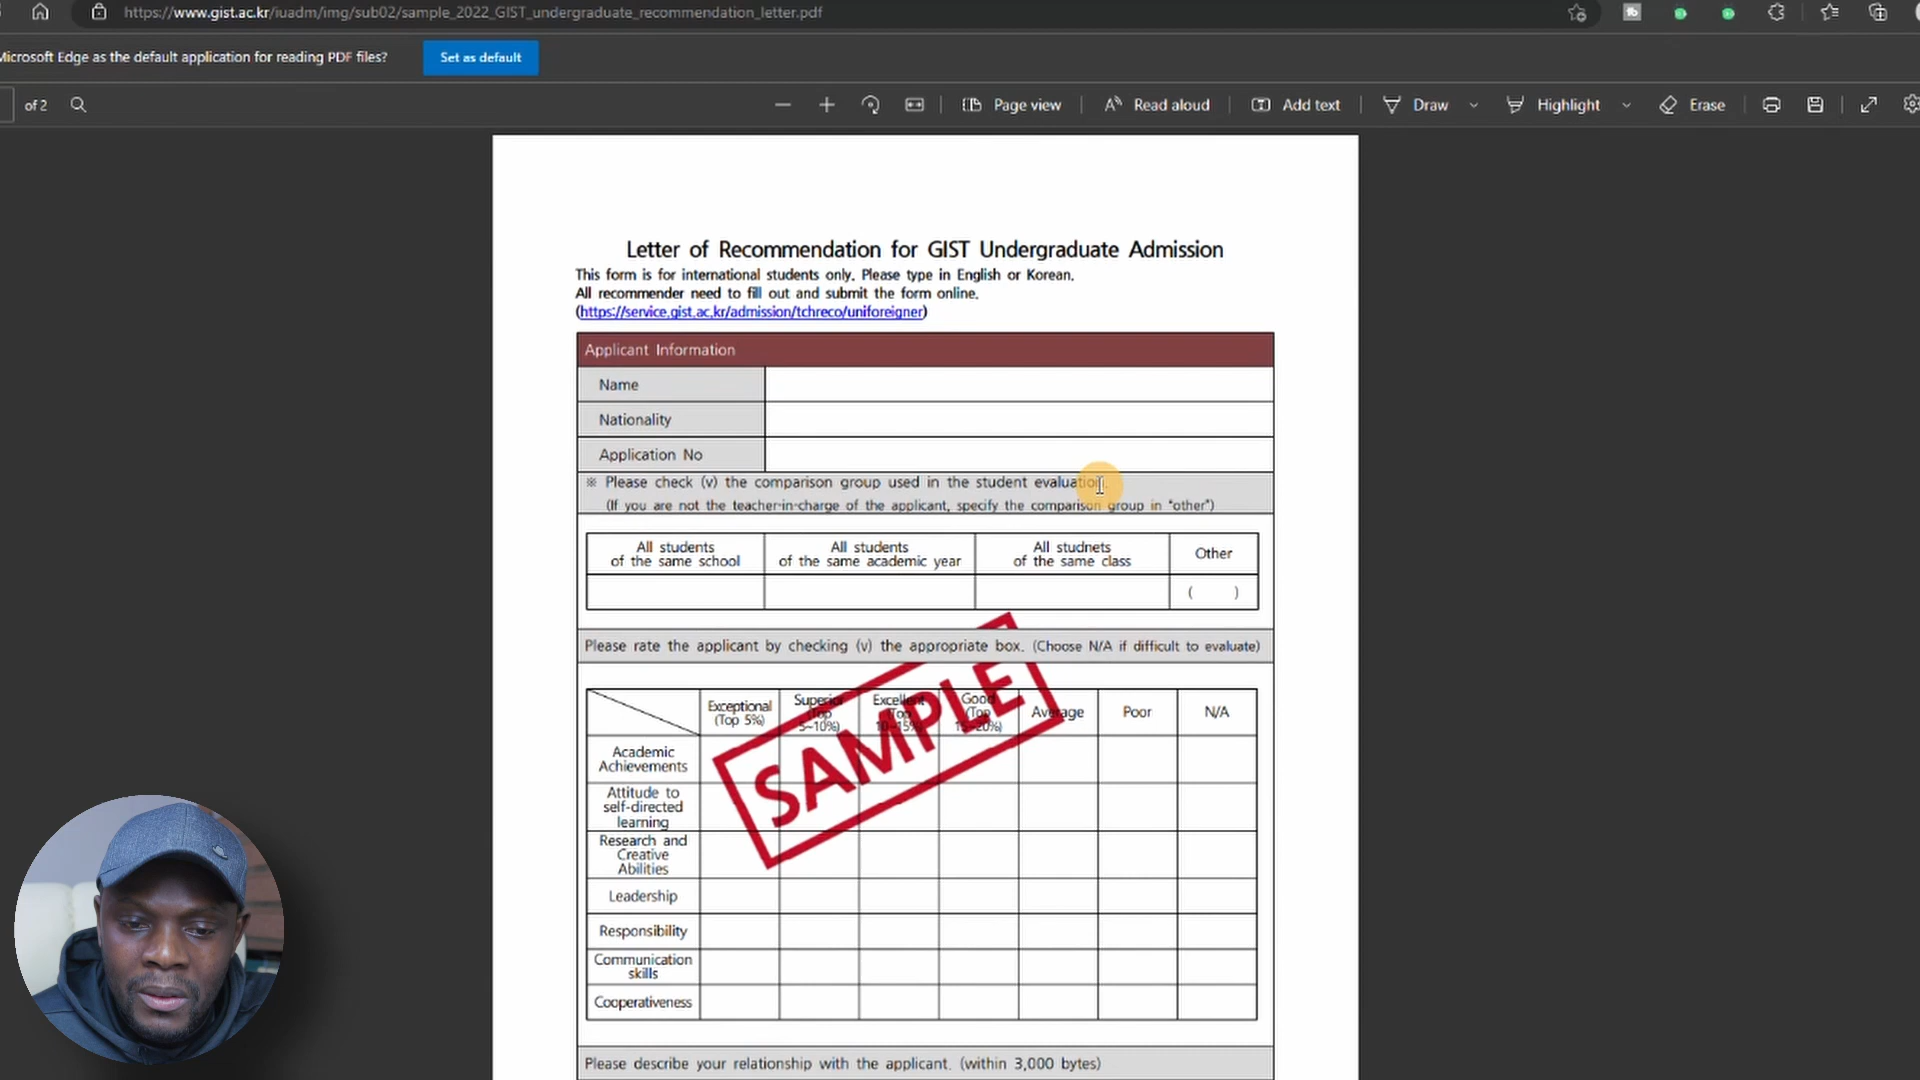 https://www.gist.ac.kr/iuadm/img/sub02/sample_2022_GIST_undergraduate_recommendation_letter.pdf
Microsoft Edge as the default application for reading PDF files?
Set as default
of 2
Page view
Read aloud
Add text
Draw
Highlight
Erase
Letter of Recommendation for GIST Undergraduate Admission
This form is for international students only. Please type in English or Korean.
All recommender need to fill out and submit the form online.
(https://service.gist.ac.kr/admission/tchreco/uniforeigner)
Applicant Information
Name
Nationality
Application No
※ Please check (v) the comparison group used in the student evaluation.
(If you are not the teacher-in-charge of the applicant, specify the comparison group in "other")
All students
of the same school
All students
of the same academic year
All studnets
of the same class
Other
( )
Please rate the applicant by checking (v) the appropriate box. (Choose N/A if difficult to evaluate)
Exceptional
(Top 5%)
Superior
(Top
5~10%)
Excellent
(Top
10~15%)
Good
(Top
15~20%)
Average
Poor
N/A
SAMPLE
Academic
Achievements
Attitude to
self-directed
learning
Research and
Creative
Abilities
Leadership
Responsibility
Communication
skills
Cooperativeness
Please describe your relationship with the applicant. (within 3,000 bytes)